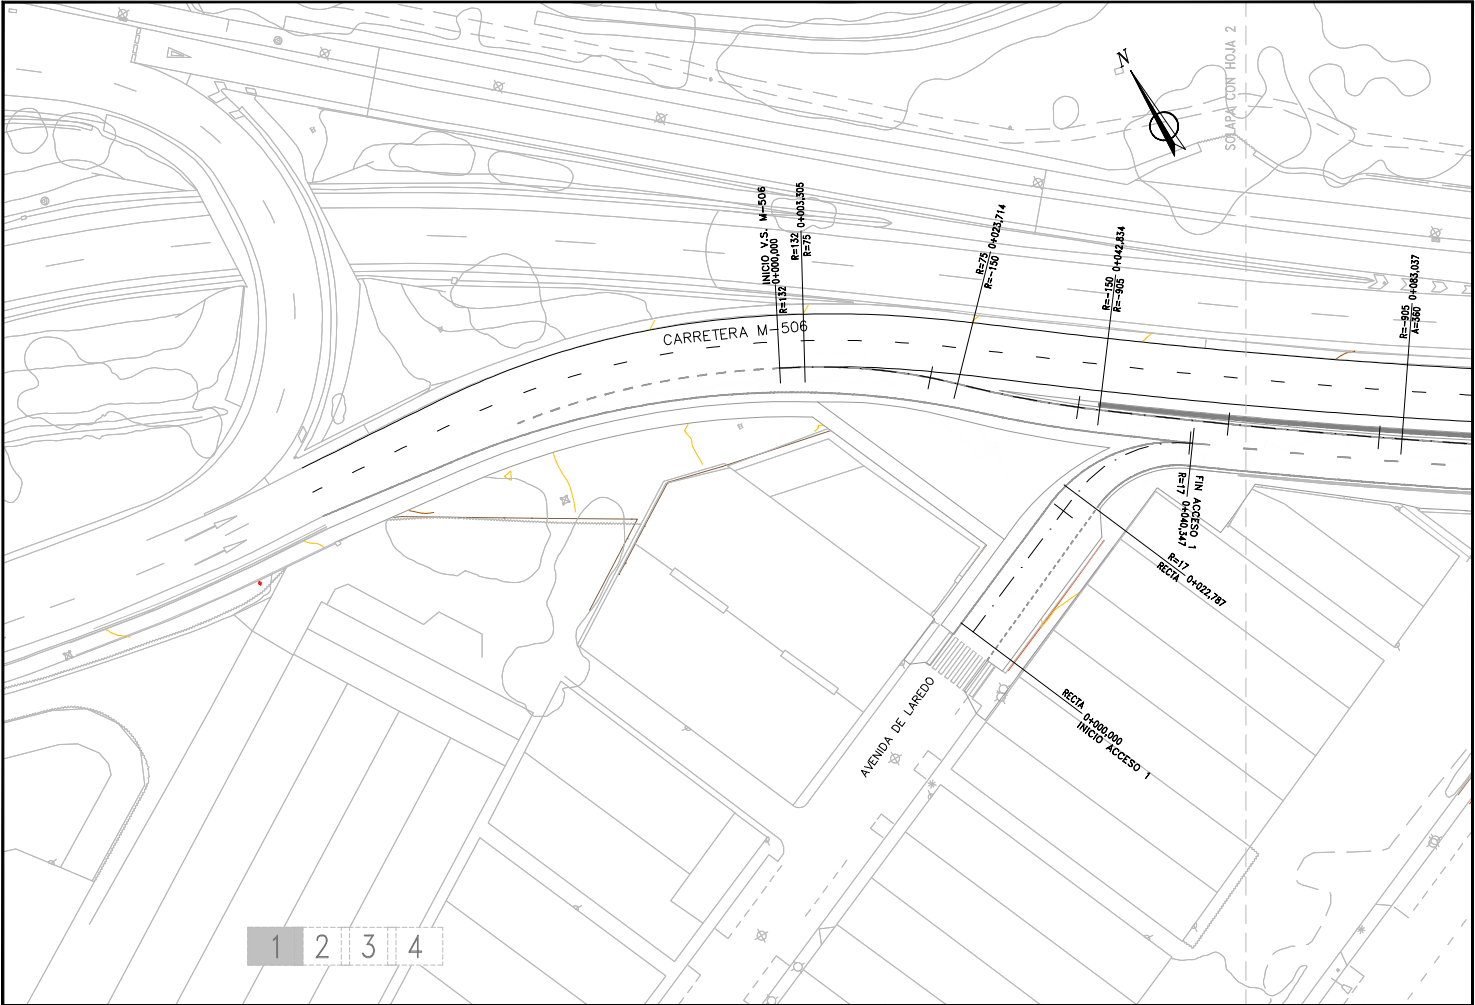 SOLAPA CON HOJA 2
N
INICIO V.S. M-506
0+000,000
R=132
R=132 0+003,305
R=75
R=75 0+023,714
R=-150
R=-150 0+042,834
R=-905
R=-905 0+083,037
A=360
CARRETERA M-506
FIN ACCESO 1
R=17 0+040,347
R=17 0+022,787
RECTA
RECTA 0+000,000
INICIO ACCESO 1
AVENIDA DE LAREDO
1 2 3 4